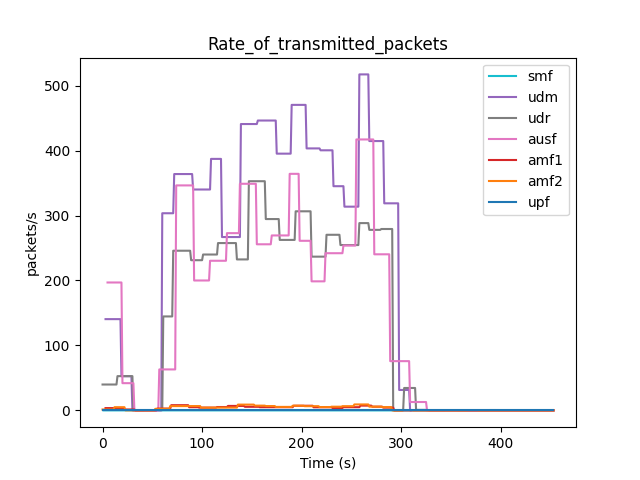 Rate_of_transmitted_packets
packets/s
500
400
300
200
100
0
0
100
200
300
400
Time (s)
smf
udm
udr
ausf
amf1
amf2
upf